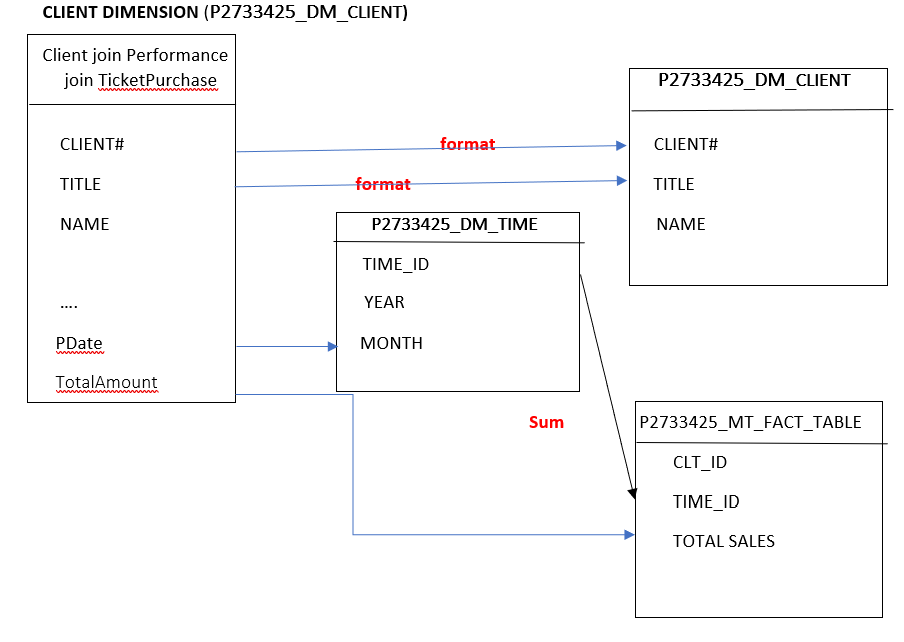 CLIENT DIMENSION (P2733425_DM_CLIENT)
Client join Performance
join TicketPurchase
CLIENT#
TITLE
NAME
....
PDate
TotalAmount
format
format
P2733425_DM_CLIENT
CLIENT#
TITLE
NAME
P2733425_DM_TIME
TIME_ID
YEAR
MONTH
Sum
P2733425_MT_FACT_TABLE
CLT_ID
TIME_ID
TOTAL SALES